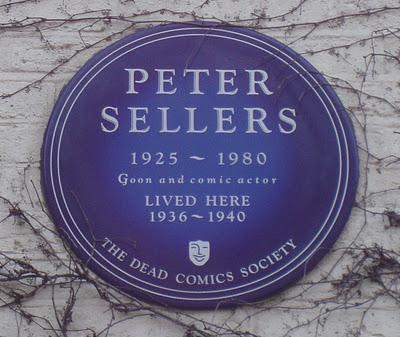 PETER
SELLERS
1925 ~ 1980
Goon and comic actor
LIVED HERE
1936 ~ 1940
THE DEAD COMICS SOCIETY